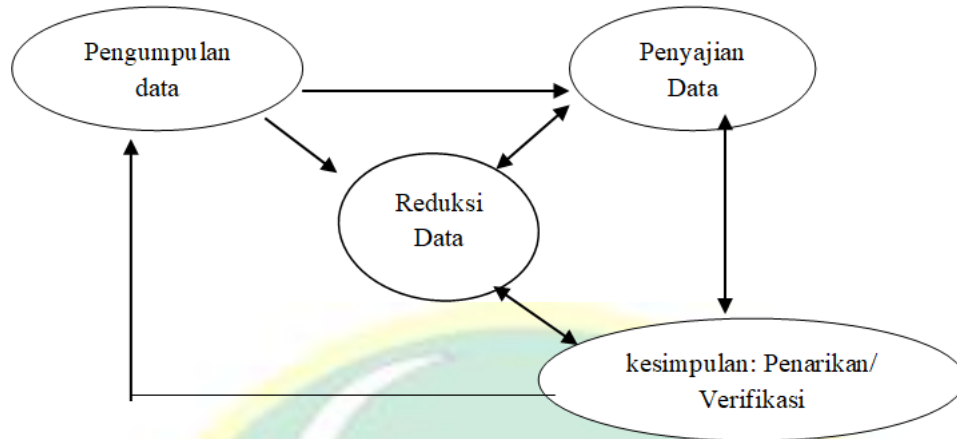 Pengumpulan
data
Penyajian
Data
Reduksi
Data
kesimpulan: Penarikan/
Verifikasi